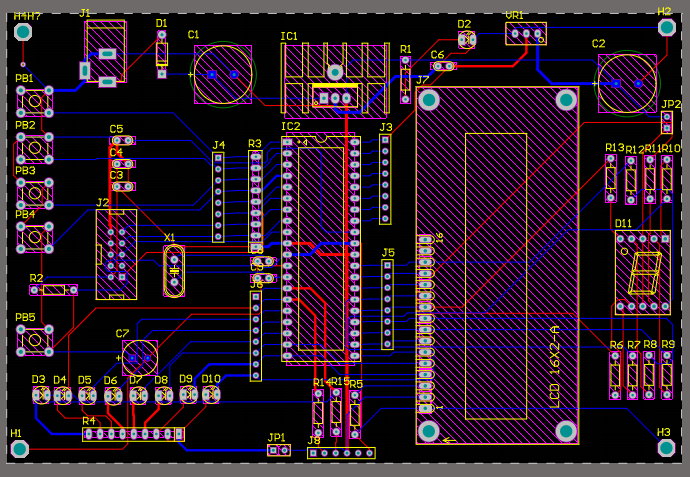 H4H7
J1
D1
C1
IC1
R1
D2
VR1
H2
C6
C2
PB1
J7
JP2
PB2
C5
J4
R3
IC2
J3
C4
R13
R12
R11
R10
PB3
C3
PB4
J2
X1
D11
16
J5
R2
J6
PB5
C7
LCD 16X2-A
R6
R7
R8
R9
D3
D4
D5
D6
D7
D8
D9
D10
R14
R15
R5
1
R4
H1
JP1
J8
H3